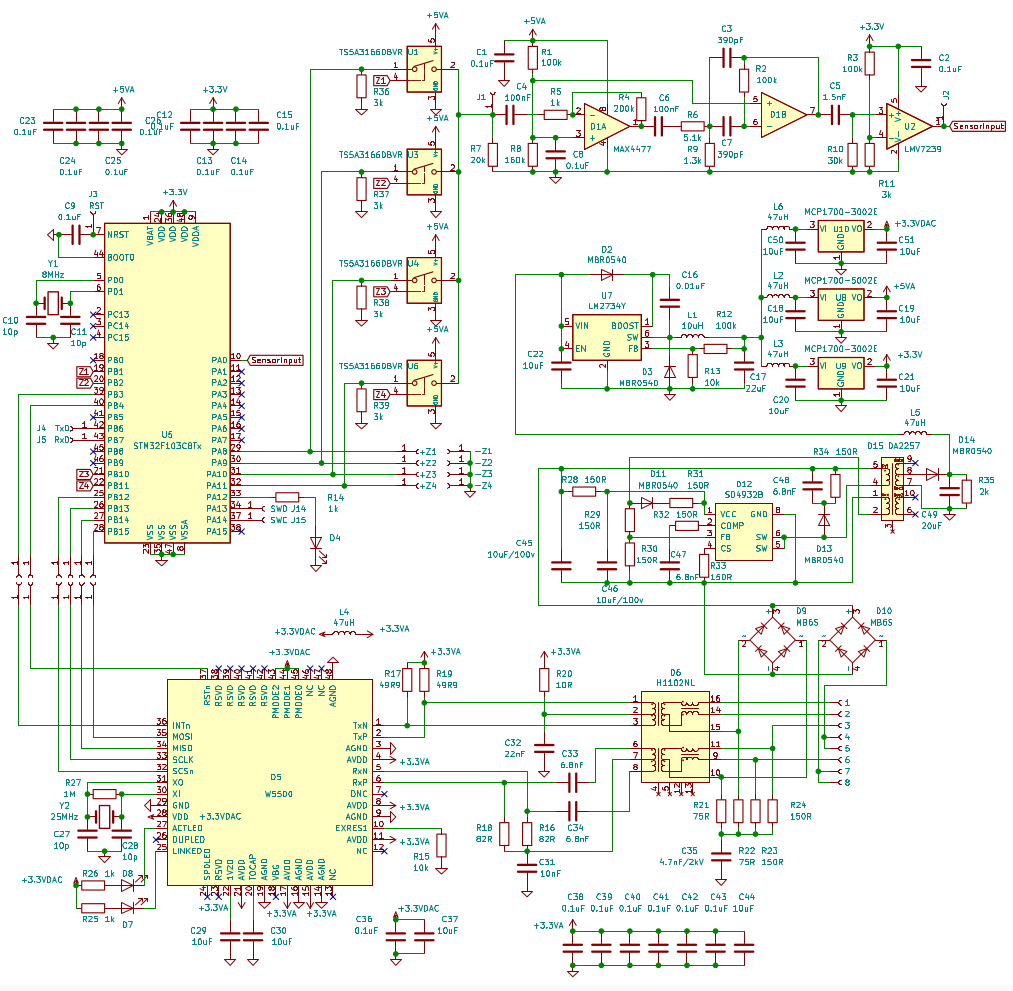 +5VA
TS5A3166DBVR U1
Z1
R36
3k
+5VA
TS5A3166DBVR U3
Z2
R37
3k
+5VA
TS5A3166DBVR U4
Z3
R38
3k
+5VA
TS5A3166DBVR U6
Z4
R39
3k
+5VA
C23
0.1uF
C24
0.1uF
C25
0.1uF
+3.3V
C12
0.1uF
C13
0.1uF
C14
0.1uF
C15
0.1uF
C1
0.1uF
+5VA
R1
100k
J1
C4
100nF
R5
1k
R4
200k
R7
20k
R8
160k
C8
0.1uF
D1A
MAX4477
C6
100nF
R6
5.1k
R9
1.3k
C3
390pF
R2
100k
C7
390pF
D1B
C5
1.5nF
+3.3V
R3
100k
C2
0.1uF
R10
30k
R11
3k
U2
LMV7239
J2
SensorInput
C9
0.1uF
J3
RST
+3.3V
Y1
8MHz
C10
10p
C11
10p
NRST
BOOT0
PD0
PD1
PC13
PC14
PC15
PB0
PB1
PB2
PB3
PB4
PB5
PB6
PB7
PB8
PB9
PB10
PB11
PB12
PB13
PB14
PB15
VBAT
VDD
VDD
VDD
VDDA
U5
STM32F103C8Tx
PA0
PA1
PA2
PA3
PA4
PA5
PA6
PA7
PA8
PA9
PA10
PA11
PA12
PA13
PA14
PA15
VSS
VSS
VSS
VSSA
SensorInput
Z1
Z2
J4 TxD
J5 RxD
Z3
Z4
+Z1
+Z2
+Z3
+Z4
-Z1
-Z2
-Z3
-Z4
R14
1k
SWD J14
SWC J15
D4
D2
MBR0540
U7
LM2734Y
VIN
EN
GND
BOOST
SW
FB
C16
0.01uF
L1
10uH
R12
100k
C22
10uF
D3
MBR0540
R13
10k
C17
22uF
L6
47uH
MCP1700-3002E
VI U10 VO
GND
+3.3VDAC
C50
10uF
C51
10uF
L2
47uH
MCP1700-5002E
VI U8 VO
GND
+5VA
C18
10uF
C19
10uF
L3
47uH
MCP1700-3002E
VI U9 VO
GND
+3.3V
C20
10uF
C21
10uF
L5
47uH
D15 DA2257
D14
MBR0540
R35
2k
C49
20uF
R34 150R
C48
6.8nF
D13
MBR0540
R28 150R
D11
MBR0540
R31
R32 150R
D12
SD4932B
VCC
COMP
FB
CS
GND
SW
SW
R29
150R
R30
150R
C47
6.8nF
R33
150R
C45
10uF/100v
C46
10uF/100v
D9
MB6S
D10
MB6S
L4
47uH
+3.3VDAC
+3.3VA
+3.3VDAC
+3.3VA
R17
49R9
R19
49R9
+3.3VA
R20
10R
C32
22nF
C33
6.8nF
C34
6.8nF
D6
H1102NL
R18
82R
R16
82R
C31
10nF
R21
75R
R22
75R
R23
150R
R24
150R
C35
4.7nF/2kV
1
2
3
4
5
6
7
8
RSTn
RSVD
RSVD
RSVD
RSVD
RSVD
PMODE2
PMODE1
PMODE0
NC
NC
AGND
INTn
MOSI
MISO
SCLK
SCSn
XO
XI
GND
VDD
ACTLED
DUPLED
LINKED
D5
W5500
TxN
TxP
AGND
AVDD
RxN
RxP
DNC
AVDD
AGND
EXRES1
AVDD
NC
SPDLED
RSVD
1V2O
AVDD
TOCAP
AGND
VBG
AVDD
AGND
AVDD
AGND
NC
+3.3VDAC
+3.3VA
+3.3VA
+3.3VA
R27
1M
Y2
25MHz
C27
10p
C28
10p
+3.3VDAC
R26 1k D8
R25 1k D7
R15
10k
+3.3VA
+3.3VA
+3.3VA
C29
10uF
C30
10uF
+3.3VDAC
C36
0.1uF
C37
10uF
+3.3VA
C38
0.1uF
C39
0.1uF
C40
0.1uF
C41
0.1uF
C42
0.1uF
C43
0.1uF
C44
10uF